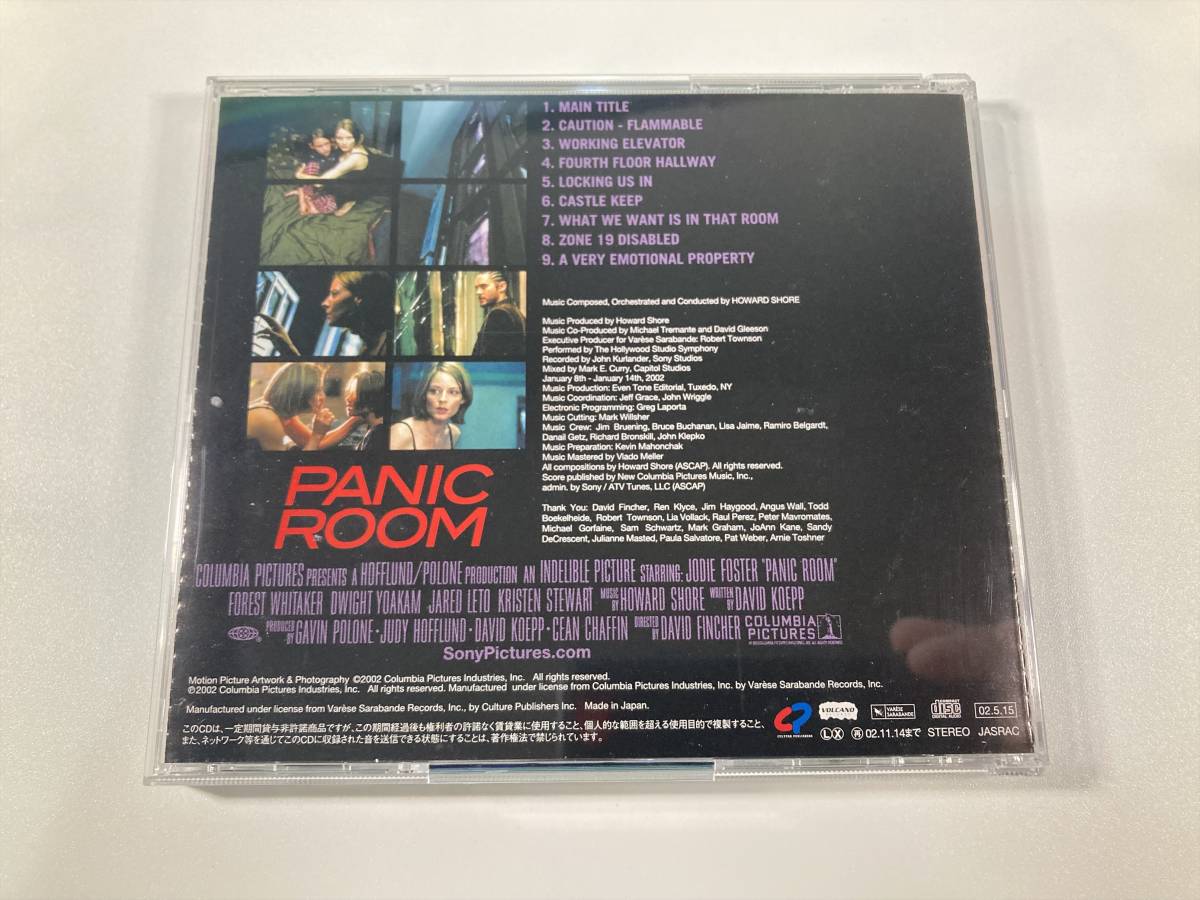 1. MAIN TITLE
2. CAUTION - FLAMMABLE
3. WORKING ELEVATOR
4. FOURTH FLOOR HALLWAY
5. LOCKING US IN
6. CASTLE KEEP
7. WHAT WE WANT IS IN THAT ROOM
8. ZONE 19 DISABLED
9. A VERY EMOTIONAL PROPERTY
Music Composed, Orchestrated and Conducted by HOWARD SHORE
Music Produced by Howard Shore
Music Co-Produced by Michael Tremante and David Gleeson
Executive Producer for Varèse Sarabande: Robert Townson
Performed by The Hollywood Studio Symphony
Recorded by John Kurlander, Sony Studios
Mixed by Mark E. Curry, Capitol Studios
January 8th - January 14th, 2002
Music Production: Even Tone Editorial, Tuxedo, NY
Music Coordination: Jeff Grace, John Wriggle
Electronic Programming: Greg Laporta
Music Cutting: Mark Willsher
Music Crew: Jim Bruening, Bruce Buchanan, Lisa Jaime, Ramiro Belgardt,
Danail Getz, Richard Bronskill, John Klepko
Music Preparation: Kevin Mahonchak
Music Mastered by Vlado Meller
All compositions by Howard Shore (ASCAP). All rights reserved.
Score published by New Columbia Pictures Music, Inc.,
admin. by Sony / ATV Tunes, LLC (ASCAP)
Thank You: David Fincher, Ren Klyce, Jim Haygood, Angus Wall, Todd
Boekelheide, Robert Townson, Lia Vollack, Raul Perez, Peter Mavromates,
Michael Gorfaine, Sam Schwartz, Mark Graham, JoAnn Kane, Sandy
DeCrescent, Julianne Masted, Paula Salvatore, Pat Weber, Arnie Toshner
PANIC
ROOM
COLUMBIA PICTURES PRESENTS A HOFFLUND/POLONE PRODUCTION AN INDELIBLE PICTURE STARRING: JODIE FOSTER "PANIC ROOM"
FOREST WHITAKER DWIGHT YOAKAM JARED LETO KRISTEN STEWART MUSIC BY HOWARD SHORE WRITTEN BY DAVID KOEPP
PRODUCED BY GAVIN POLONE · JUDY HOFFLUND · DAVID KOEPP · CEAN CHAFFIN DIRECTED BY DAVID FINCHER COLUMBIA PICTURES
SonyPictures.com
Motion Picture Artwork & Photography ©2002 Columbia Pictures Industries, Inc. All rights reserved.
℗2002 Columbia Pictures Industries, Inc. All rights reserved. Manufactured under license from Columbia Pictures Industries, Inc. by Varèse Sarabande Records, Inc.
Manufactured under license from Varèse Sarabande Records, Inc., by Culture Publishers Inc. Made in Japan.
このCDは、一定期間貸与非許諾商品ですが、この期間経過後も権利者の許諾なく賃貸業に使用すること、個人的な範囲を超える使用目的で複製すること、
また、ネットワーク等を通じてこのCDに収録された音を送信できる状態にすることは、著作権法で禁じられています。
CP CULTURE PUBLISHERS VOLCANO VARÈSE SARABANDE COMPACT disc DIGITAL AUDIO 02.5.15
LX 再 02.11.14まで STEREO JASRAC